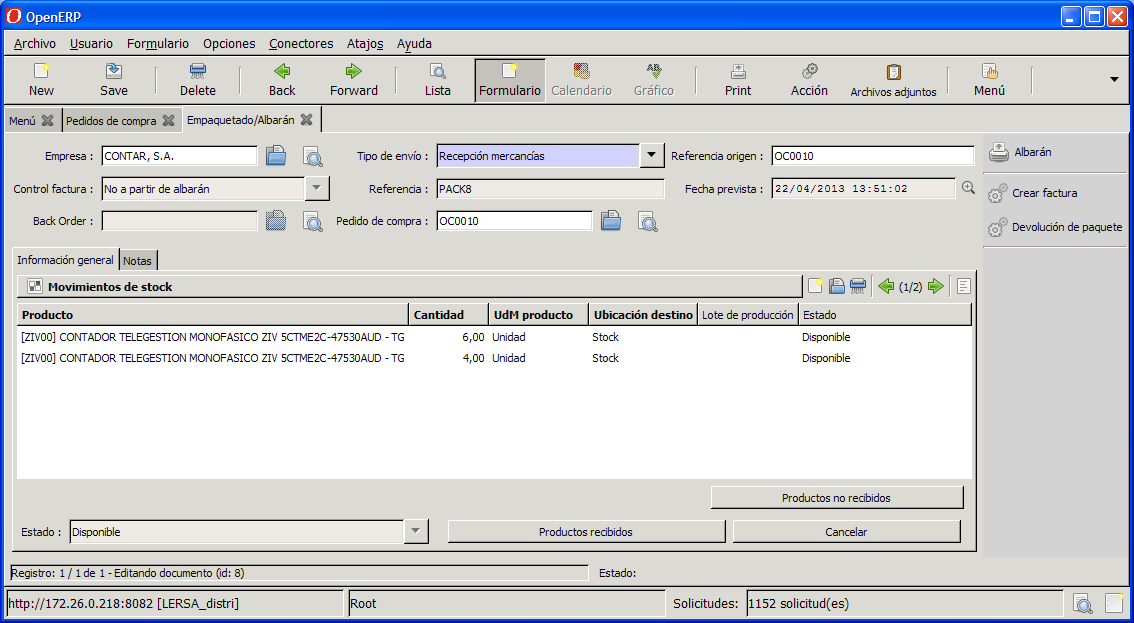 OpenERP
Archivo Usuario Formulario Opciones Conectores Atajos Ayuda
New Save Delete Back Forward Lista Formulario Calendario Gráfico Print Acción Archivos adjuntos Menú
Menú Pedidos de compra Empaquetado/Albarán
Empresa : CONTAR, S.A. Tipo de envío : Recepción mercancías Referencia origen : OC0010
Albarán
Control factura : No a partir de albarán Referencia : PACK8 Fecha prevista : 22/04/2013 13:51:02
Crear factura
Back Order : Pedido de compra : OC0010
Devolución de paquete
Información general Notas
Movimientos de stock (1/2)
Producto Cantidad UdM producto Ubicación destino Lote de producción Estado
[ZIV00] CONTADOR TELEGESTION MONOFASICO ZIV 5CTME2C-47530AUD - TG 6,00 Unidad Stock Disponible
[ZIV00] CONTADOR TELEGESTION MONOFASICO ZIV 5CTME2C-47530AUD - TG 4,00 Unidad Stock Disponible
Productos no recibidos
Estado : Disponible Productos recibidos Cancelar
Registro: 1 / 1 de 1 - Editando documento (id: 8) Estado:
http://172.26.0.218:8082 [LERSA_distri] Root Solicitudes: 1152 solicitud(es)